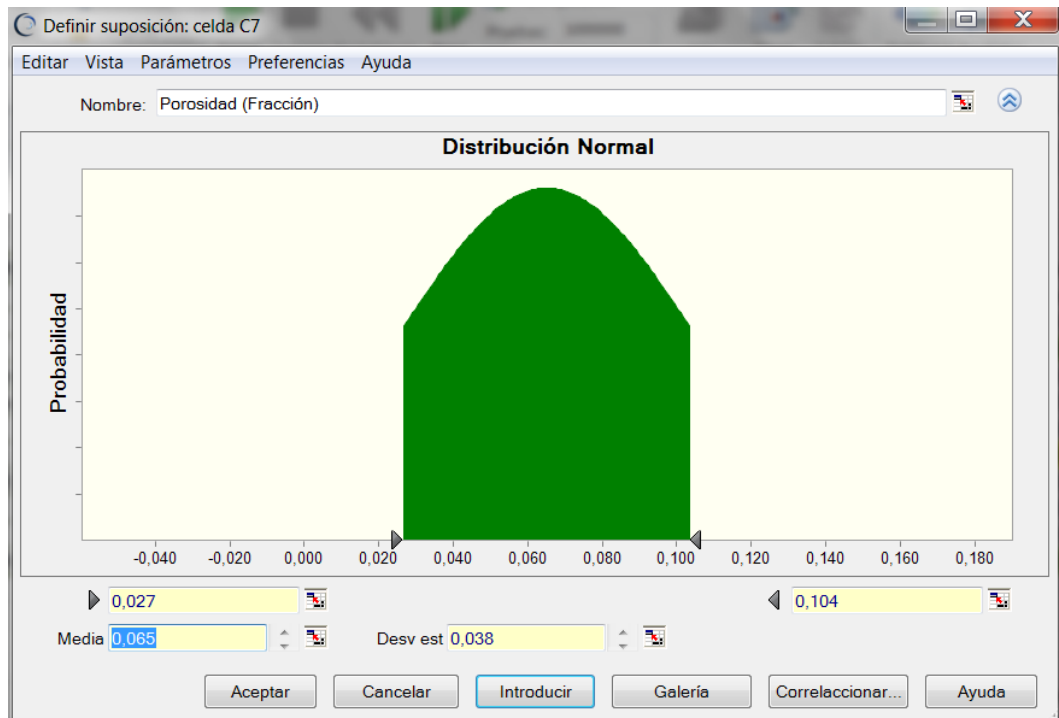 Definir suposición: celda C7
Editar Vista Parámetros Preferencias Ayuda
Nombre: Porosidad (Fracción)
Distribución Normal
Probabilidad
-0,040 -0,020 0,000 0,020 0,040 0,060 0,080 0,100 0,120 0,140 0,160 0,180
0,027 0,104
Media 0,065 Desv est 0,038
Aceptar Cancelar Introducir Galería Correlaccionar... Ayuda